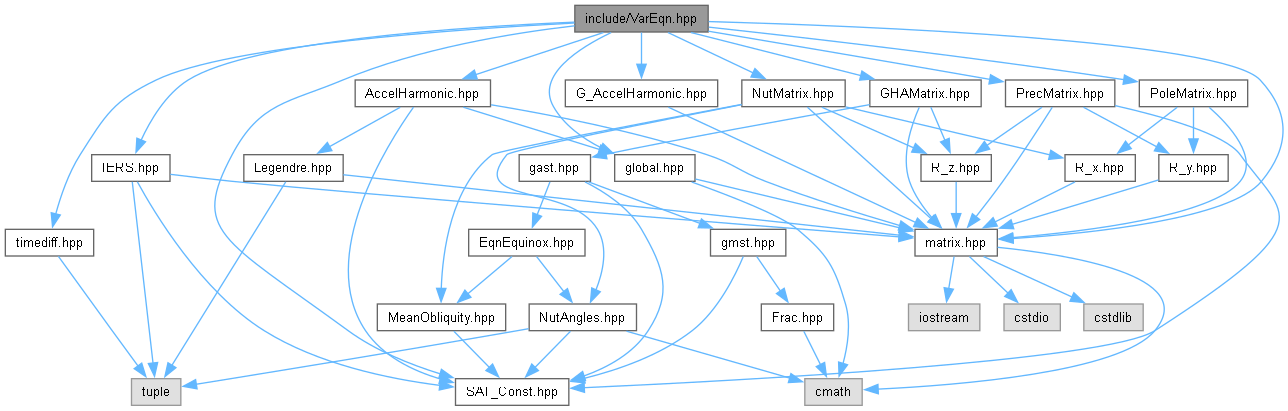 include/VarEqn.hpp
AccelHarmonic.hpp
G_AccelHarmonic.hpp
NutMatrix.hpp
GHAMatrix.hpp
PrecMatrix.hpp
PoleMatrix.hpp
IERS.hpp
Legendre.hpp
gast.hpp
global.hpp
R_z.hpp
R_x.hpp
R_y.hpp
timediff.hpp
EqnEquinox.hpp
gmst.hpp
matrix.hpp
MeanObliquity.hpp
NutAngles.hpp
Frac.hpp
iostream
cstdio
cstdlib
tuple
SAT_Const.hpp
cmath